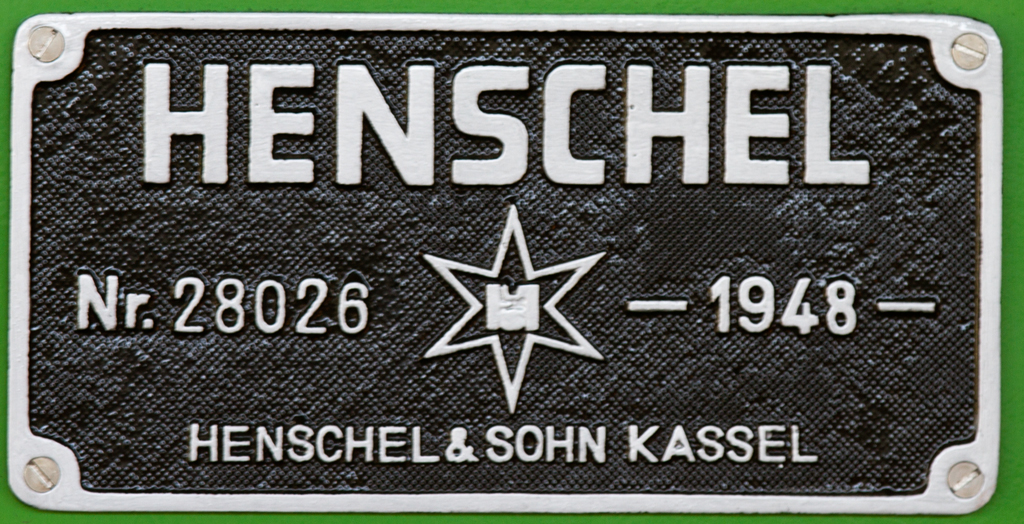 HENSCHEL
Nr. 28026 H — 1948 —
HENSCHEL & SOHN KASSEL